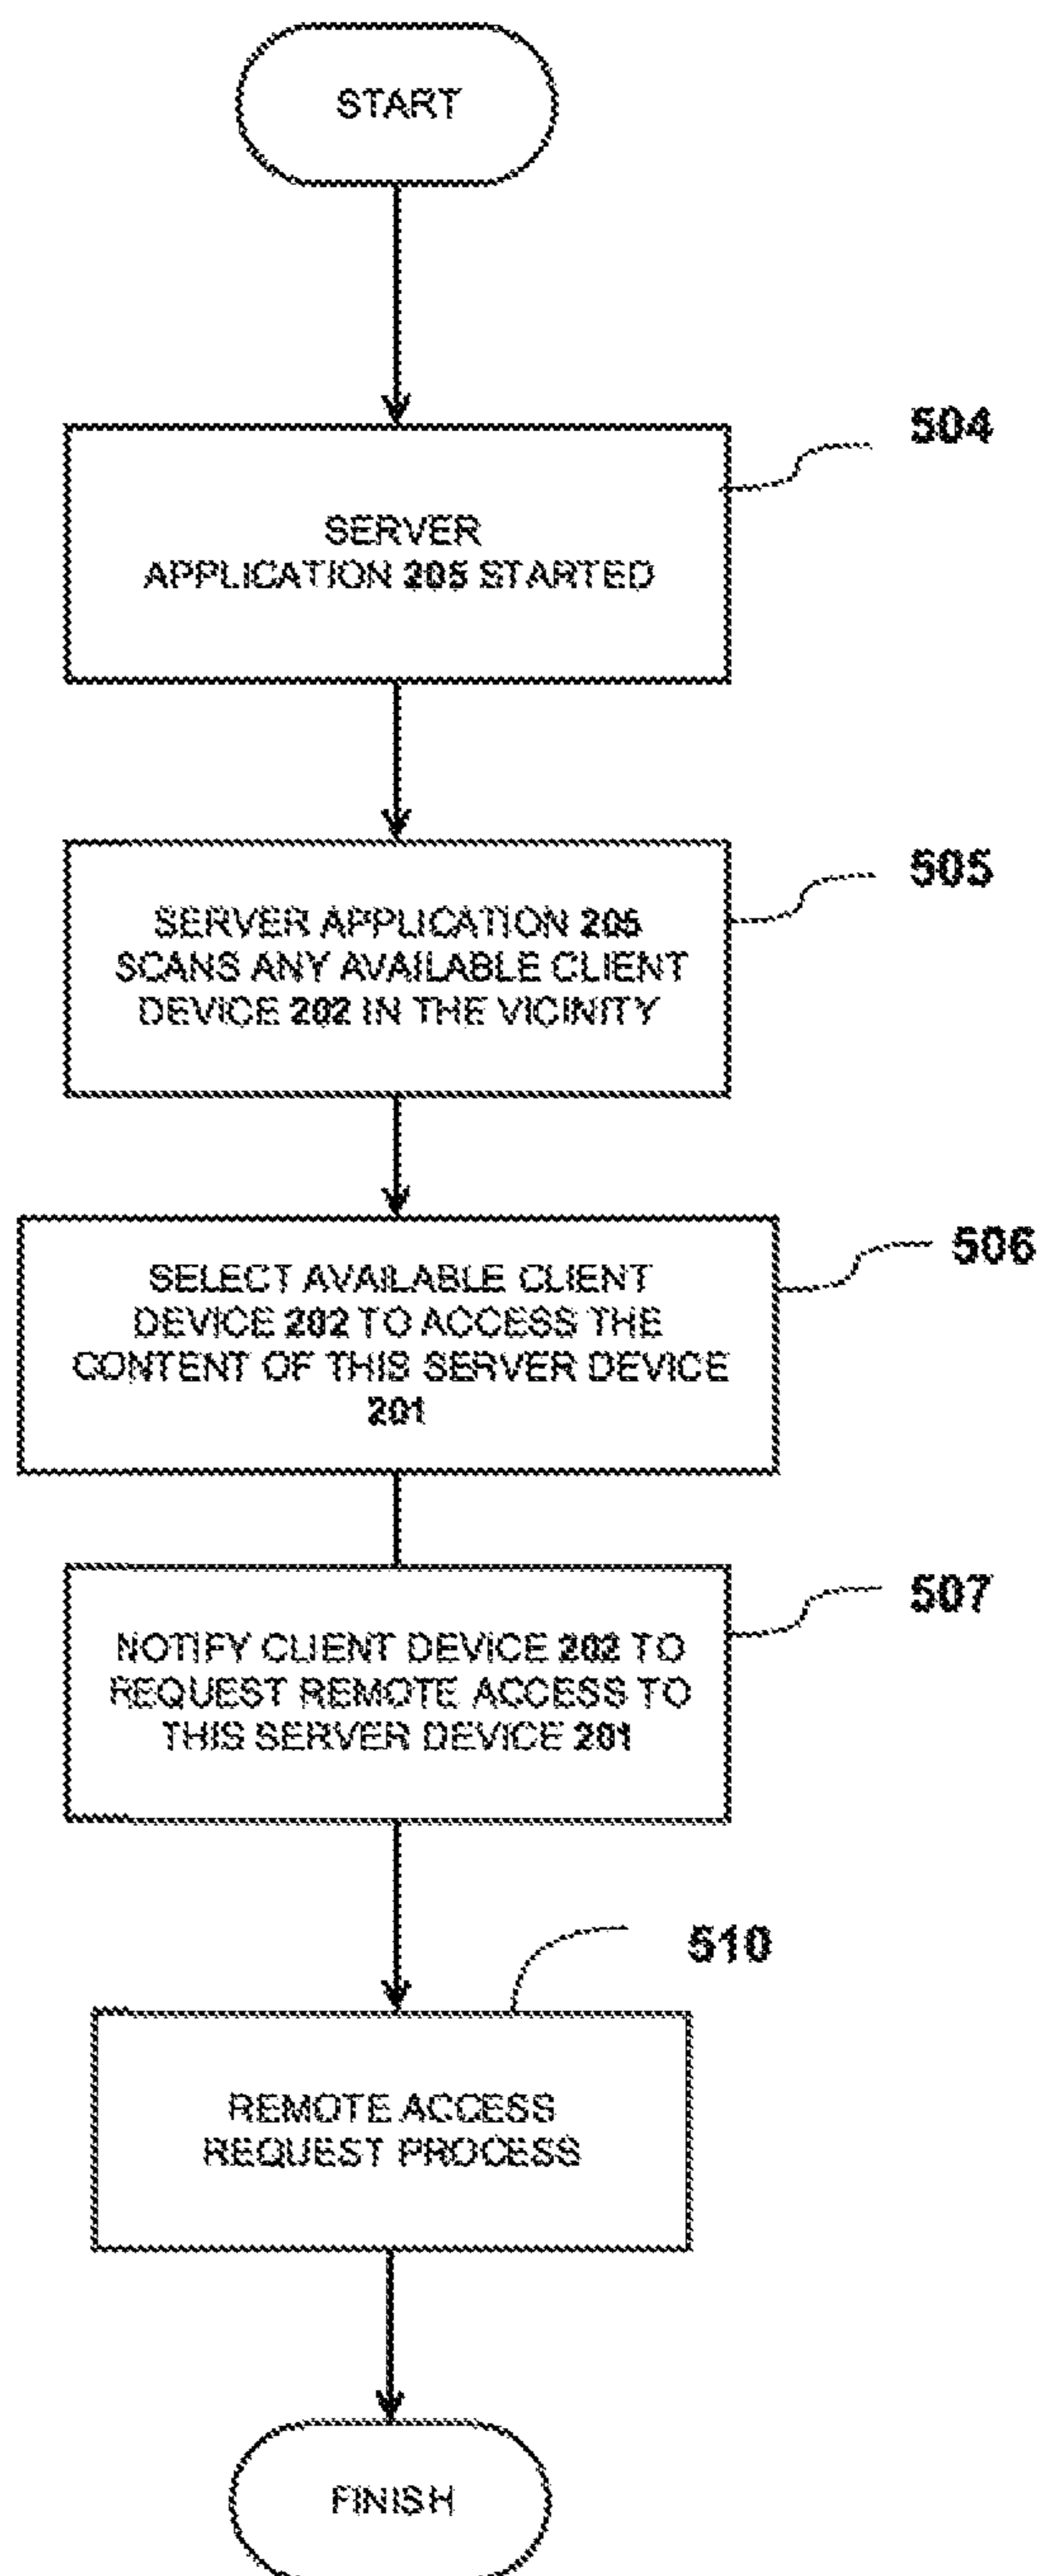 START
504
SERVER
APPLICATION 205 STARTED
505
SERVER APPLICATION 205
SCANS ANY AVAILABLE CLIENT
DEVICE 202 IN THE VICINITY
506
SELECT AVAILABLE CLIENT
DEVICE 202 TO ACCESS THE
CONTENT OF THIS SERVER DEVICE
201
507
NOTIFY CLIENT DEVICE 202 TO
REQUEST REMOTE ACCESS TO
THIS SERVER DEVICE 201
510
REMOTE ACCESS
REQUEST PROCESS
FINISH